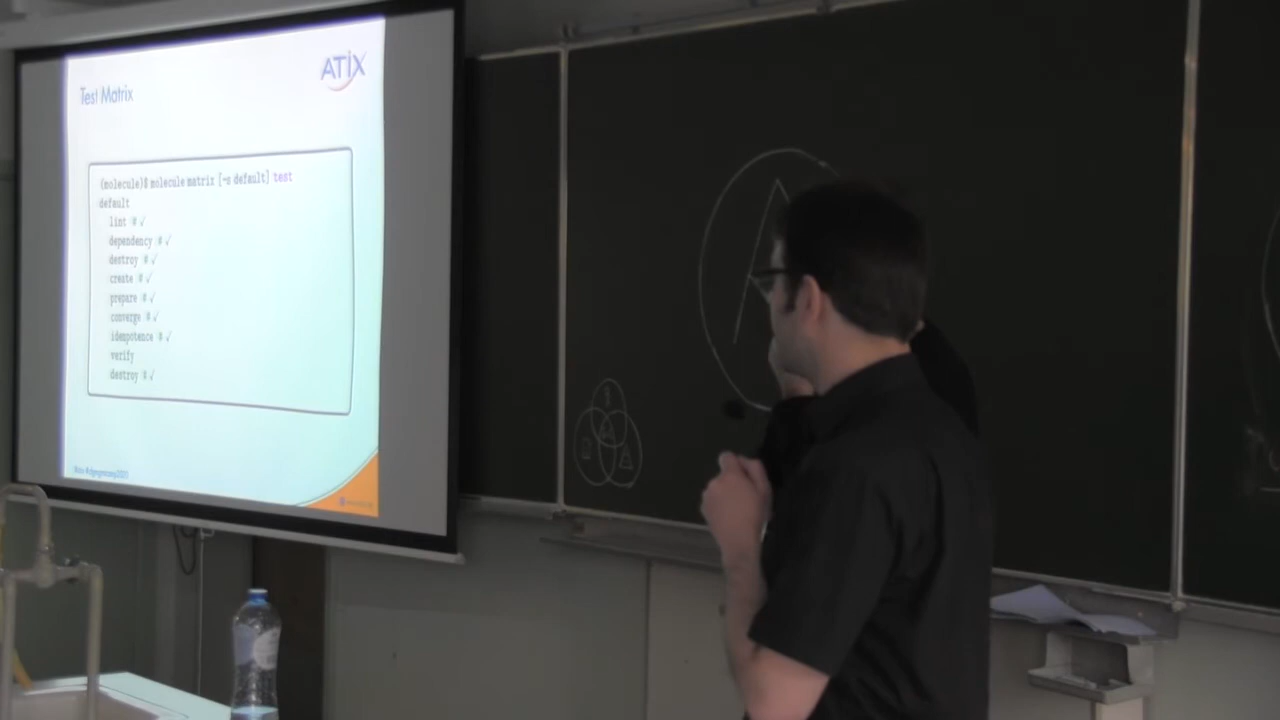 ATIX
Test Matrix
(molecule)$ molecule matrix [-s default] test
default
lint # ✓
dependency # ✓
destroy # ✓
create # ✓
prepare # ✓
converge # ✓
idempotence # ✓
verify
destroy # ✓